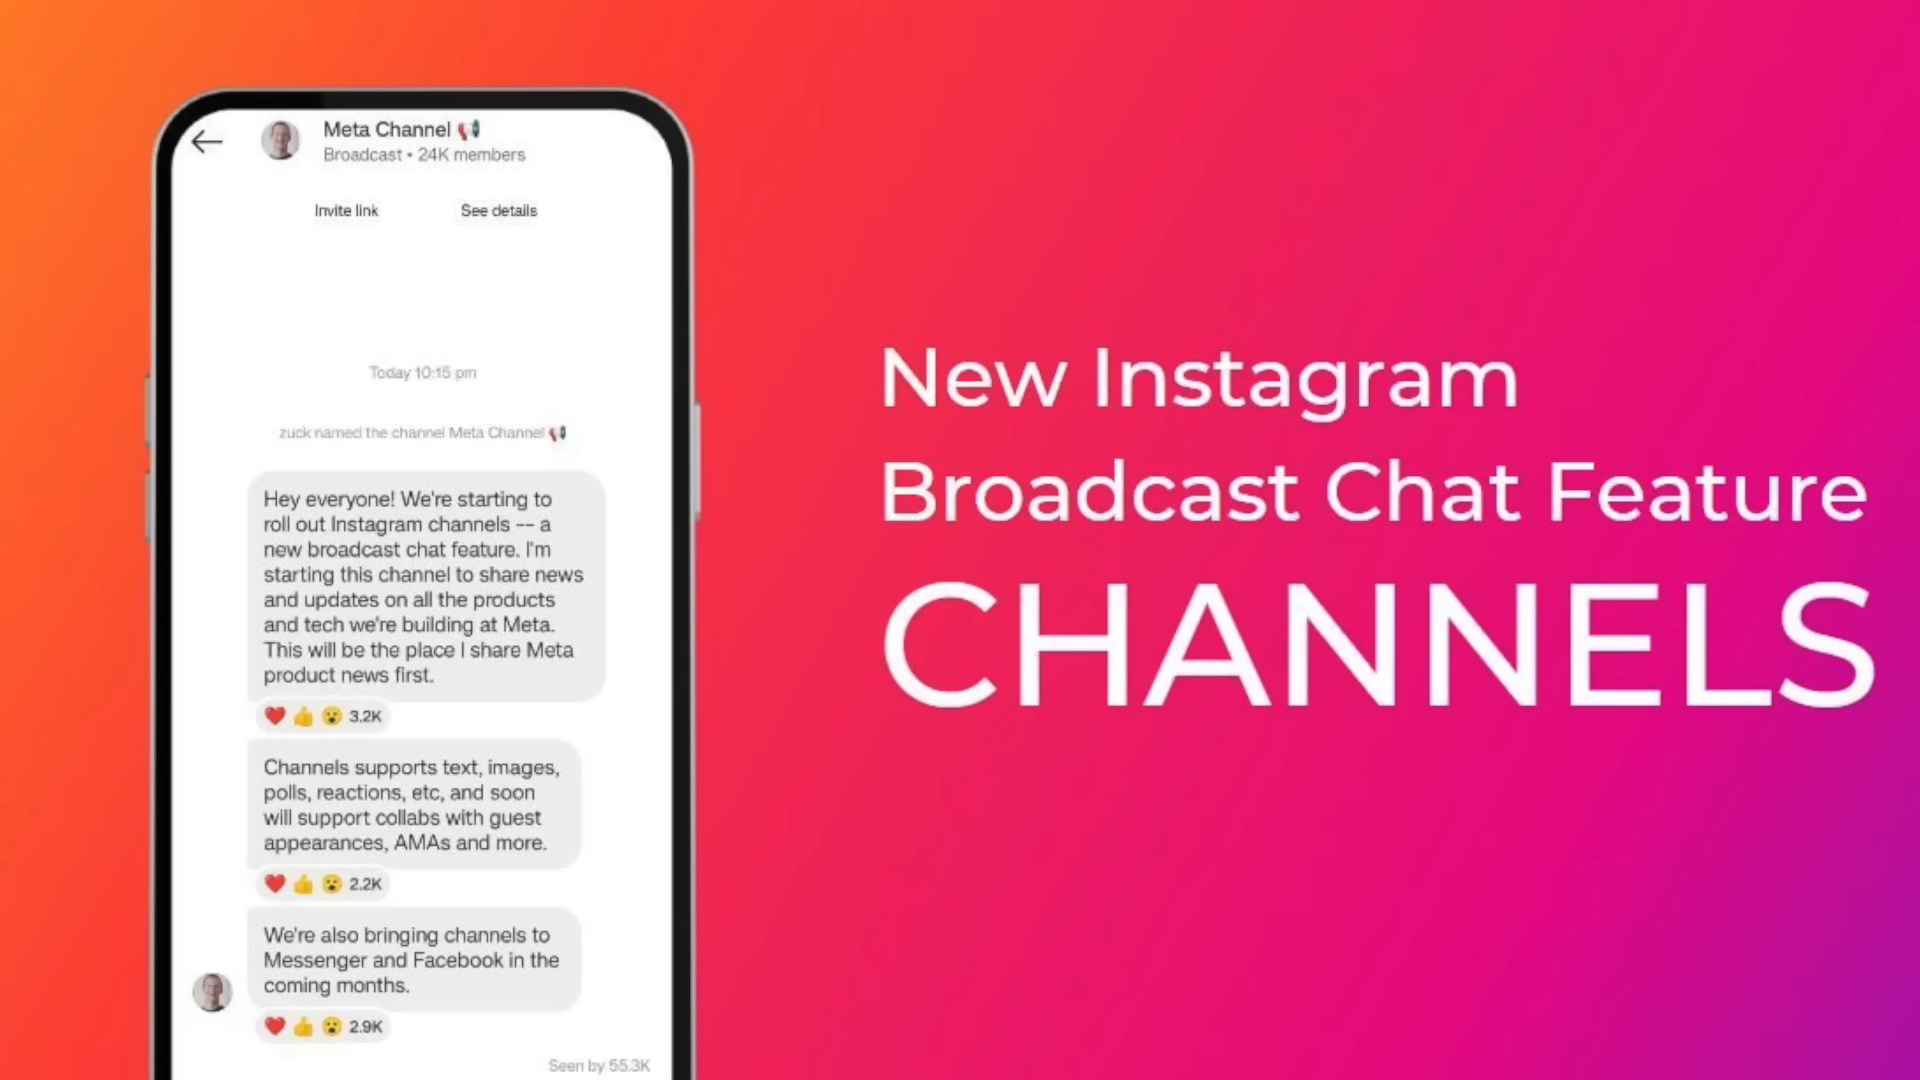 Meta Channel 📢
Broadcast • 24K members
Invite link
See details
Today 10:15 pm
zuck named the channel Meta Channel 📢
Hey everyone! We're starting to
roll out Instagram channels -- a
new broadcast chat feature. I'm
starting this channel to share news
and updates on all the products
and tech we're building at Meta.
This will be the place I share Meta
product news first.
❤️ 👍 😮 3.2K
Channels supports text, images,
polls, reactions, etc, and soon
will support collabs with guest
appearances, AMAs and more.
❤️ 👍 😮 2.2K
We're also bringing channels to
Messenger and Facebook in the
coming months.
❤️ 👍 😮 2.9K
Seen by 55.3K
New Instagram
Broadcast Chat Feature
CHANNELS